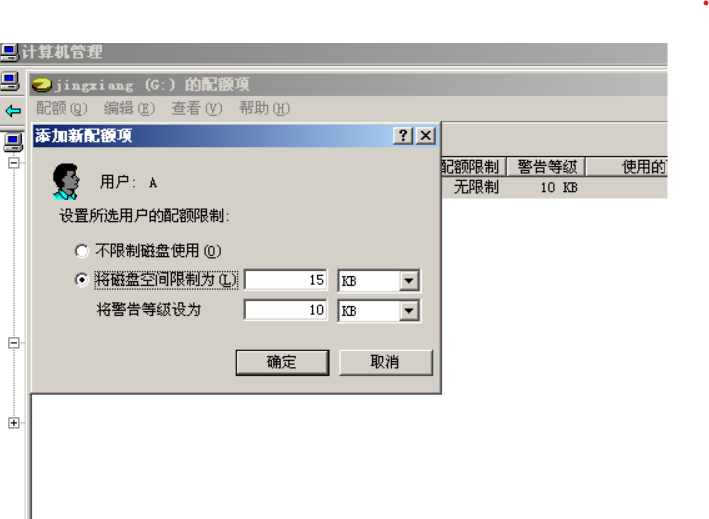 计算机管理
jingxiang (G:) 的配额项
配额(Q) 编辑(E) 查看(V) 帮助(H)
添加新配额项
配额限制 警告等级 使用的
无限制 10 KB
用户: A
设置所选用户的配额限制:
不限制磁盘使用(O)
将磁盘空间限制为(L) 15 KB
将警告等级设为 10 KB
确定 取消